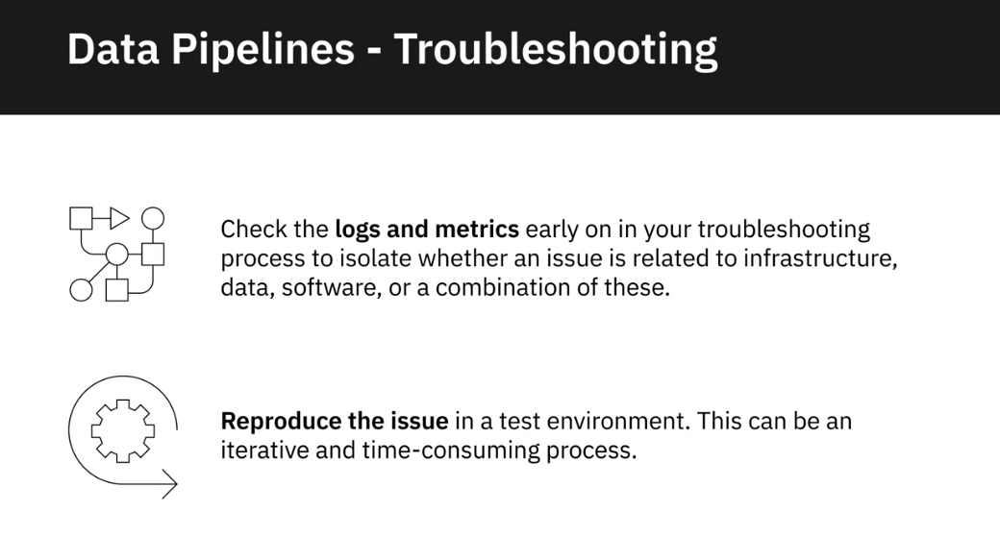 Data Pipelines - Troubleshooting
Check the logs and metrics early on in your troubleshooting
process to isolate whether an issue is related to infrastructure,
data, software, or a combination of these.
Reproduce the issue in a test environment. This can be an
iterative and time-consuming process.